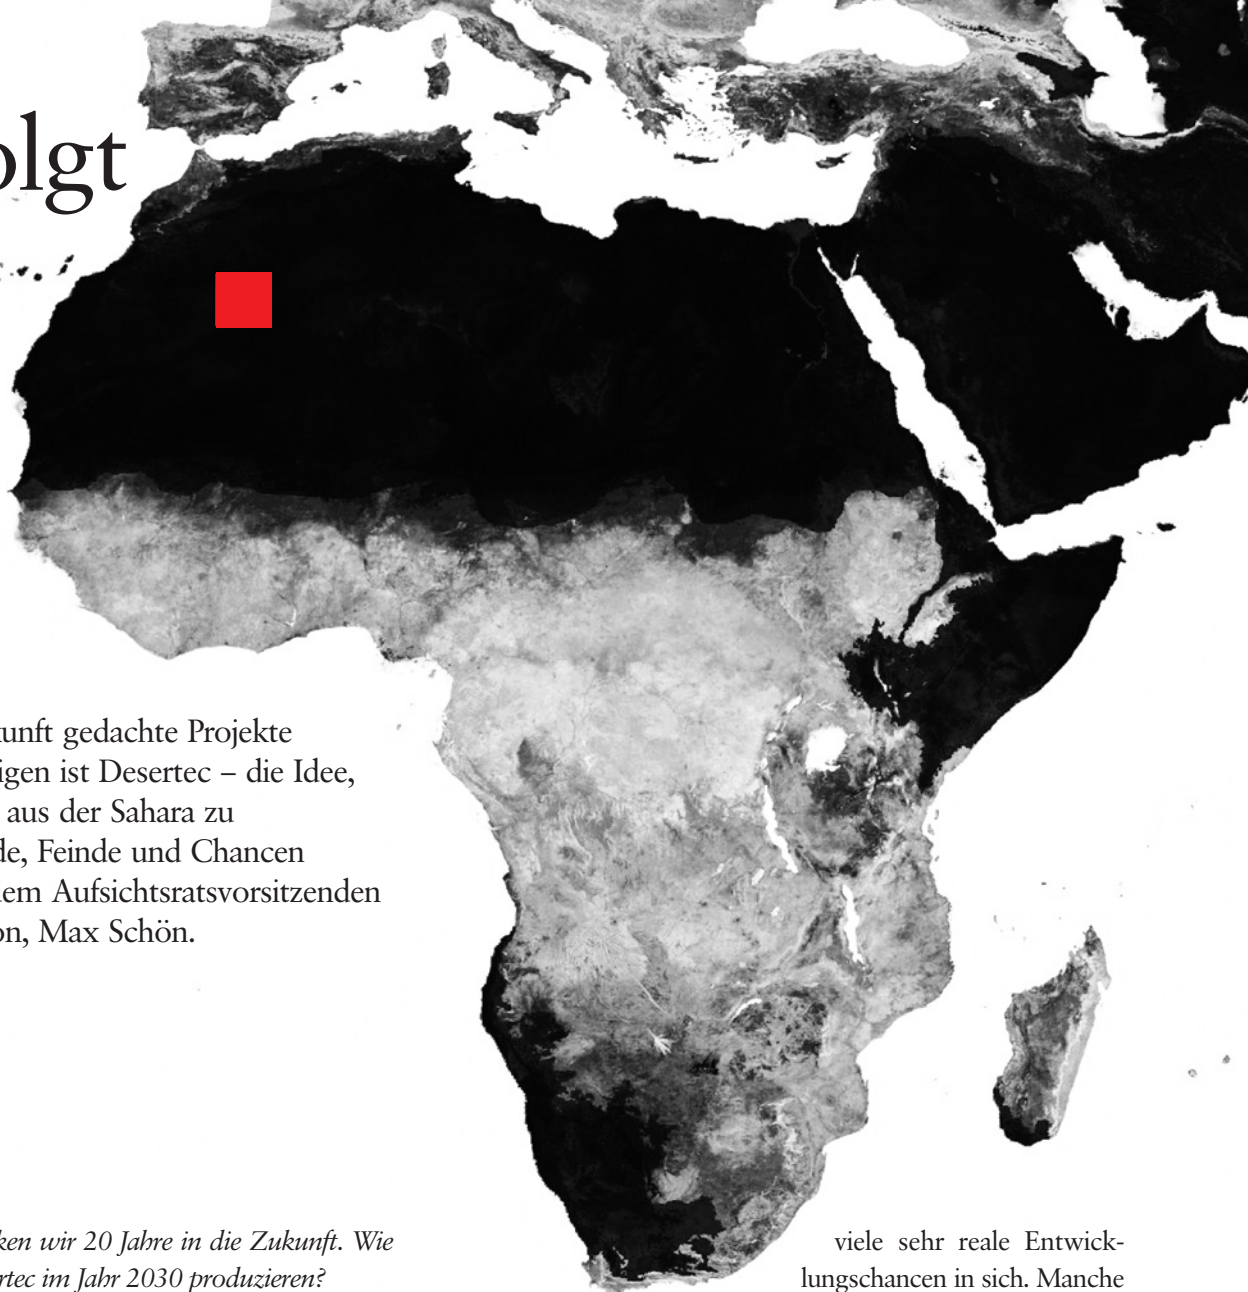 olgt
kunft gedachte Projekte
igen ist Desertec – die Idee,
aus der Sahara zu
de, Feinde und Chancen
dem Aufsichtsratsvorsitzenden
on, Max Schön.
ken wir 20 Jahre in die Zukunft. Wie
rtec im Jahr 2030 produzieren?
viele sehr reale Entwick-
lungschancen in sich. Manche